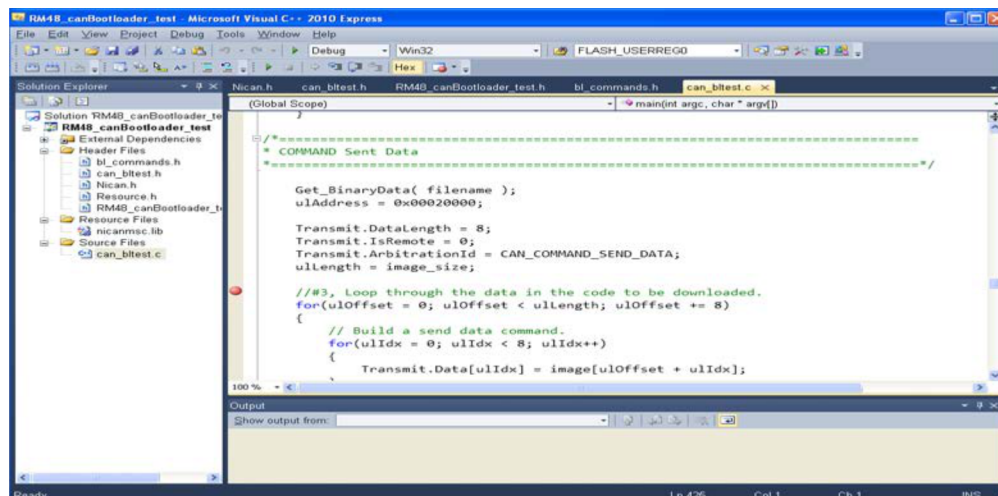 RM48_canBootloader_test - Microsoft Visual C++ 2010 Express
File Edit View Project Debug Tools Window Help
Debug Win32 FLASH_USERREG0
Hex
Solution Explorer
Nican.h can_bltest.h RM48_canBootloader_test.h bl_commands.h can_bltest.c
(Global Scope) main(int argc, char * argv[])
Solution 'RM48_canBootloader_te
RM48_canBootloader_test
External Dependencies
Header Files
bl_commands.h
can_bltest.h
Nican.h
Resource.h
RM48_canBootloader_t
Resource Files
nicanmsc.lib
Source Files
can_bltest.c
}
/*==============================================================================
* COMMAND Sent Data
*==============================================================================*/
Get_BinaryData( filename );
ulAddress = 0x00020000;
Transmit.DataLength = 8;
Transmit.IsRemote = 0;
Transmit.ArbitrationId = CAN_COMMAND_SEND_DATA;
ulLength = image_size;
//#3, Loop through the data in the code to be downloaded.
for(ulOffset = 0; ulOffset < ulLength; ulOffset += 8)
{
// Build a send data command.
for(ulIdx = 0; ulIdx < 8; ulIdx++)
{
Transmit.Data[ulIdx] = image[ulOffset + ulIdx];
100 %
Output
Show output from:
Ready Ln 426 Col 1 Ch 1 INS